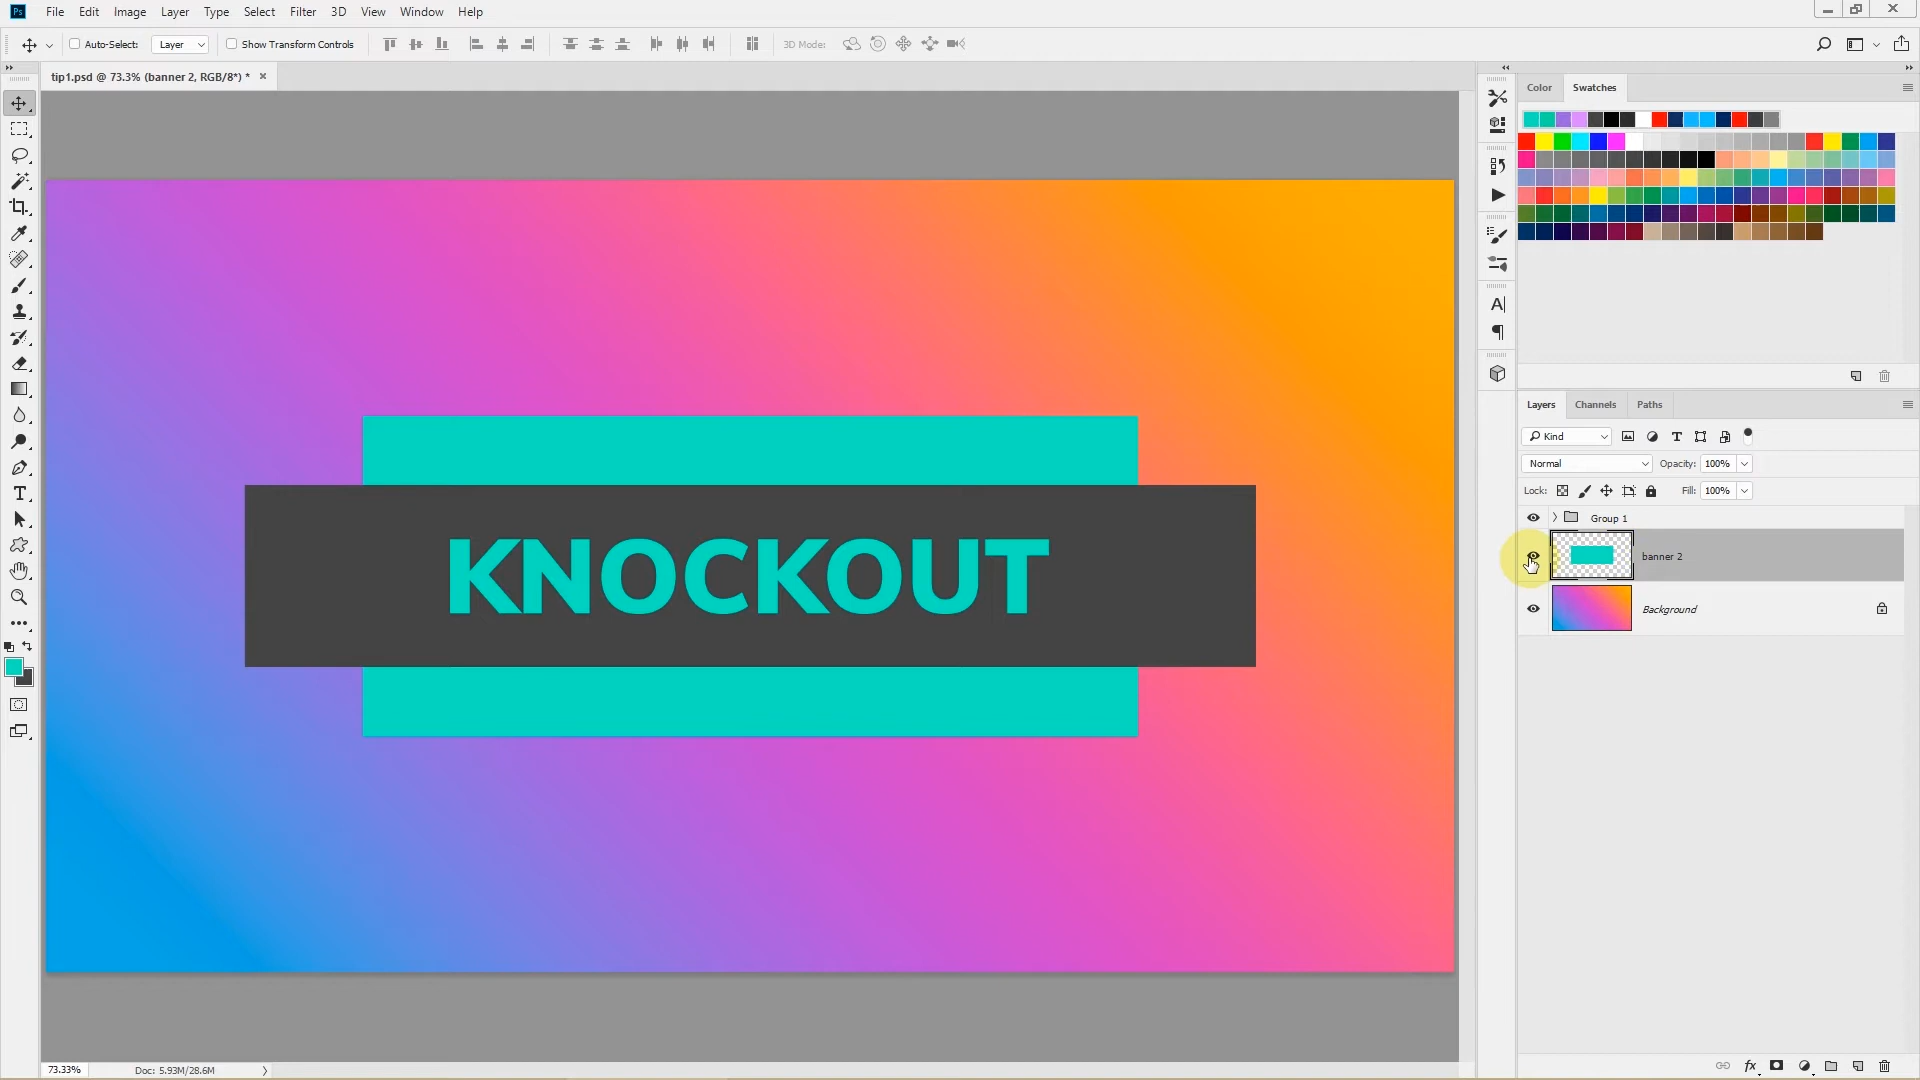 Ps File Edit Image Layer Type Select Filter 3D View Window Help
Auto-Select: Layer Show Transform Controls 3D Mode:
tip1.psd @ 73.3% (banner 2, RGB/8*) *
Color Swatches
KNOCKOUT
Layers Channels Paths
Kind
Normal Opacity: 100%
Lock: Fill: 100%
Group 1
banner 2
Background
73.33% Doc: 5.93M/28.6M